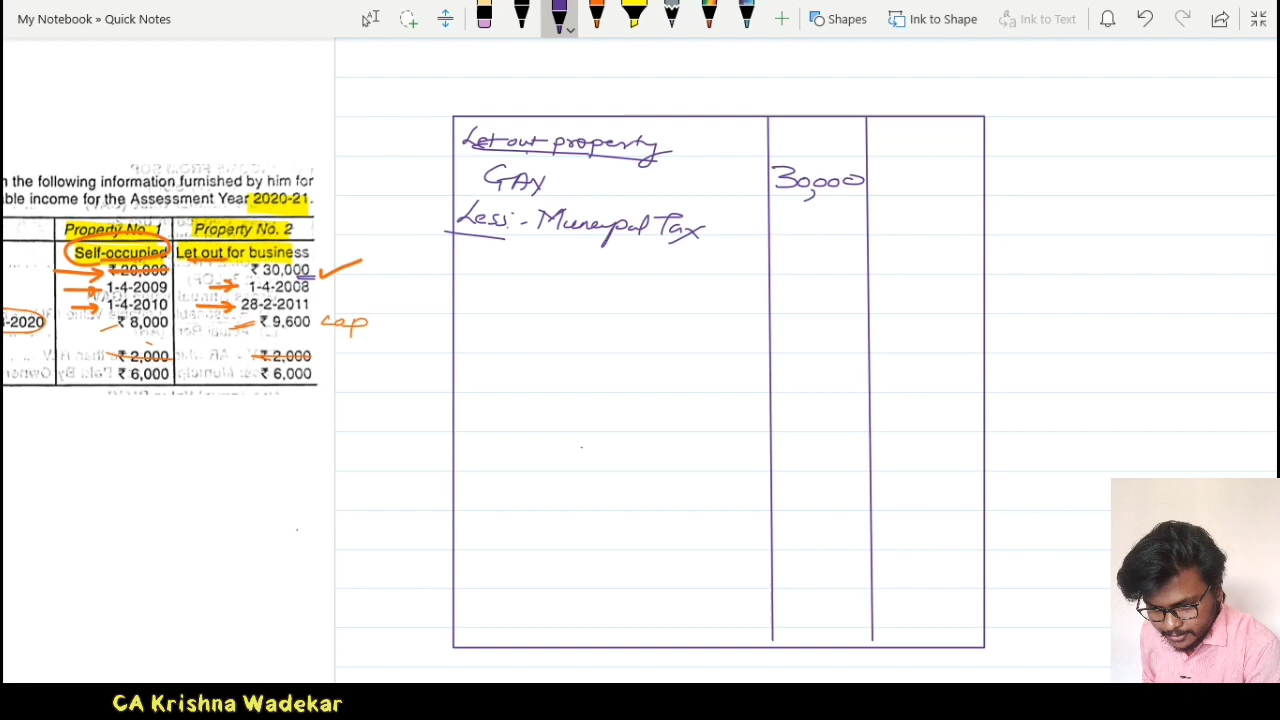 My Notebook » Quick Notes
Shapes
Ink to Shape
Ink to Text
n the following information furnished by him for
ble income for the Assessment Year 2020-21.
Property No. 1 Property No. 2
Self-occupied Let out for business
₹ 20,000 ₹ 30,000
1-4-2009 1-4-2008
1-4-2010 28-2-2011
-2020 ₹ 8,000 ₹ 9,600 cap
₹ 2,000 ₹ 2,000
₹ 6,000 ₹ 6,000
Let out property
GAV 30,000
Less:- Municipal Tax
CA Krishna Wadekar